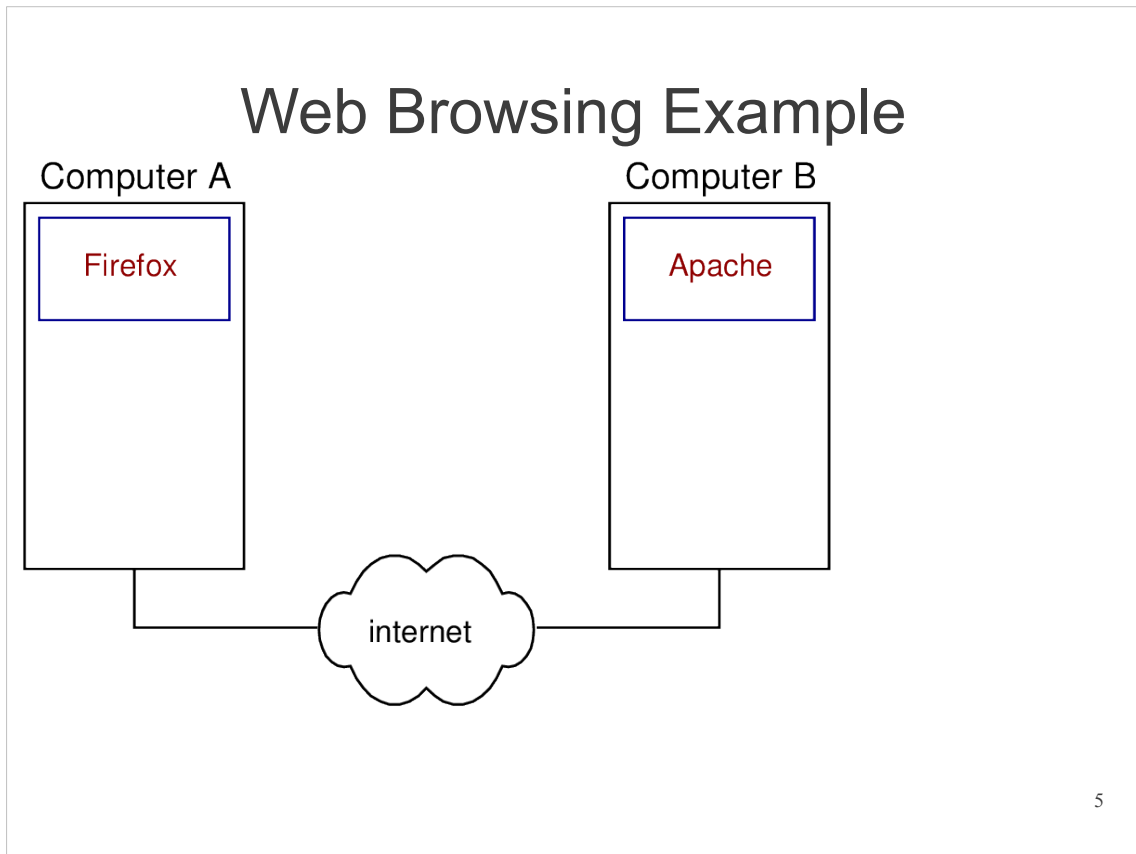 Web Browsing Example
Computer A
Computer B
Firefox
Apache
internet
5